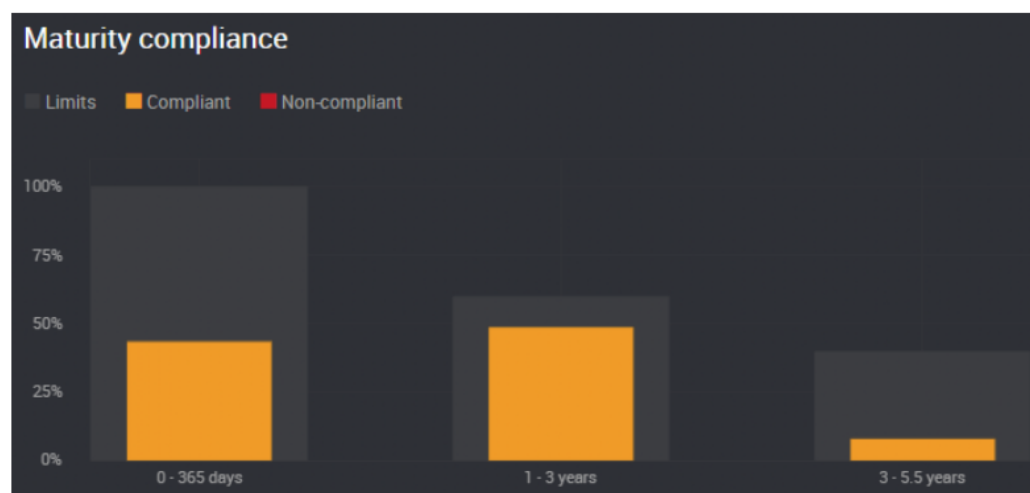 Maturity compliance
Limits Compliant Non-compliant
100%
75%
50%
25%
0%
0 - 365 days 1 - 3 years 3 - 5.5 years